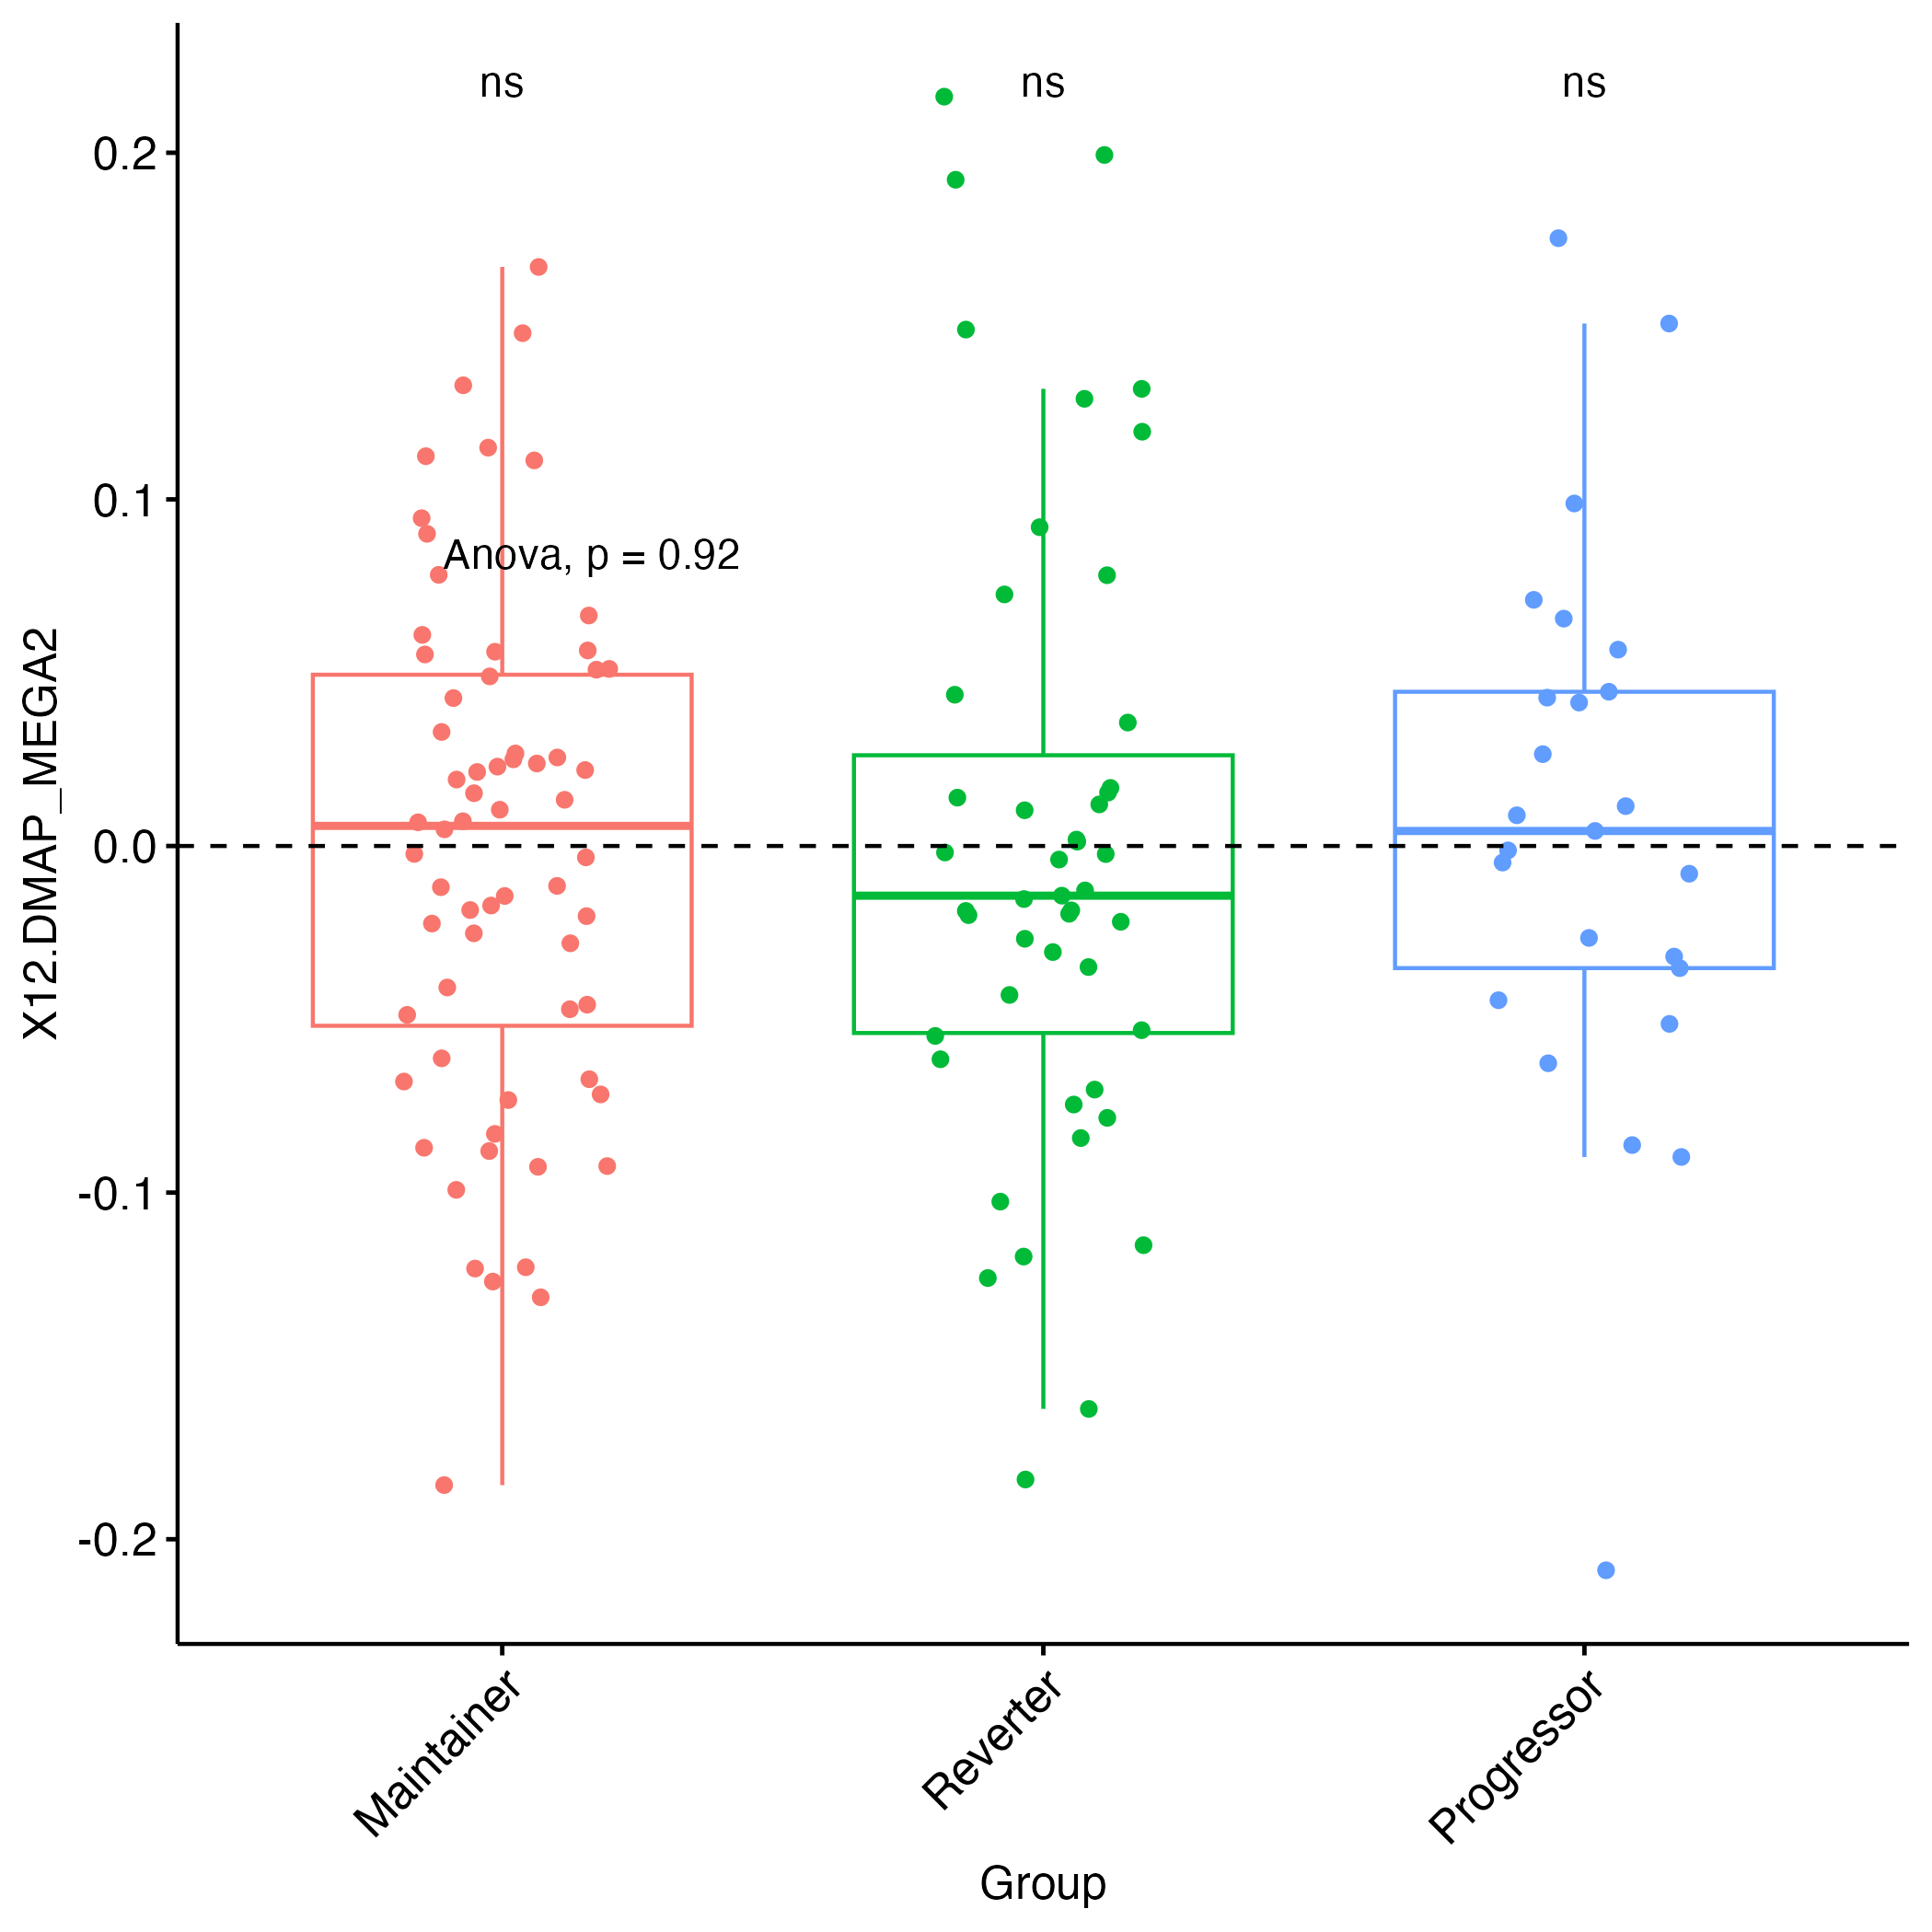 ns
ns
ns
0.2
0.1
0.0
-0.1
-0.2
Anova, p = 0.92
X12.DMAP_MEGA2
Maintainer
Reverter
Progressor
Group